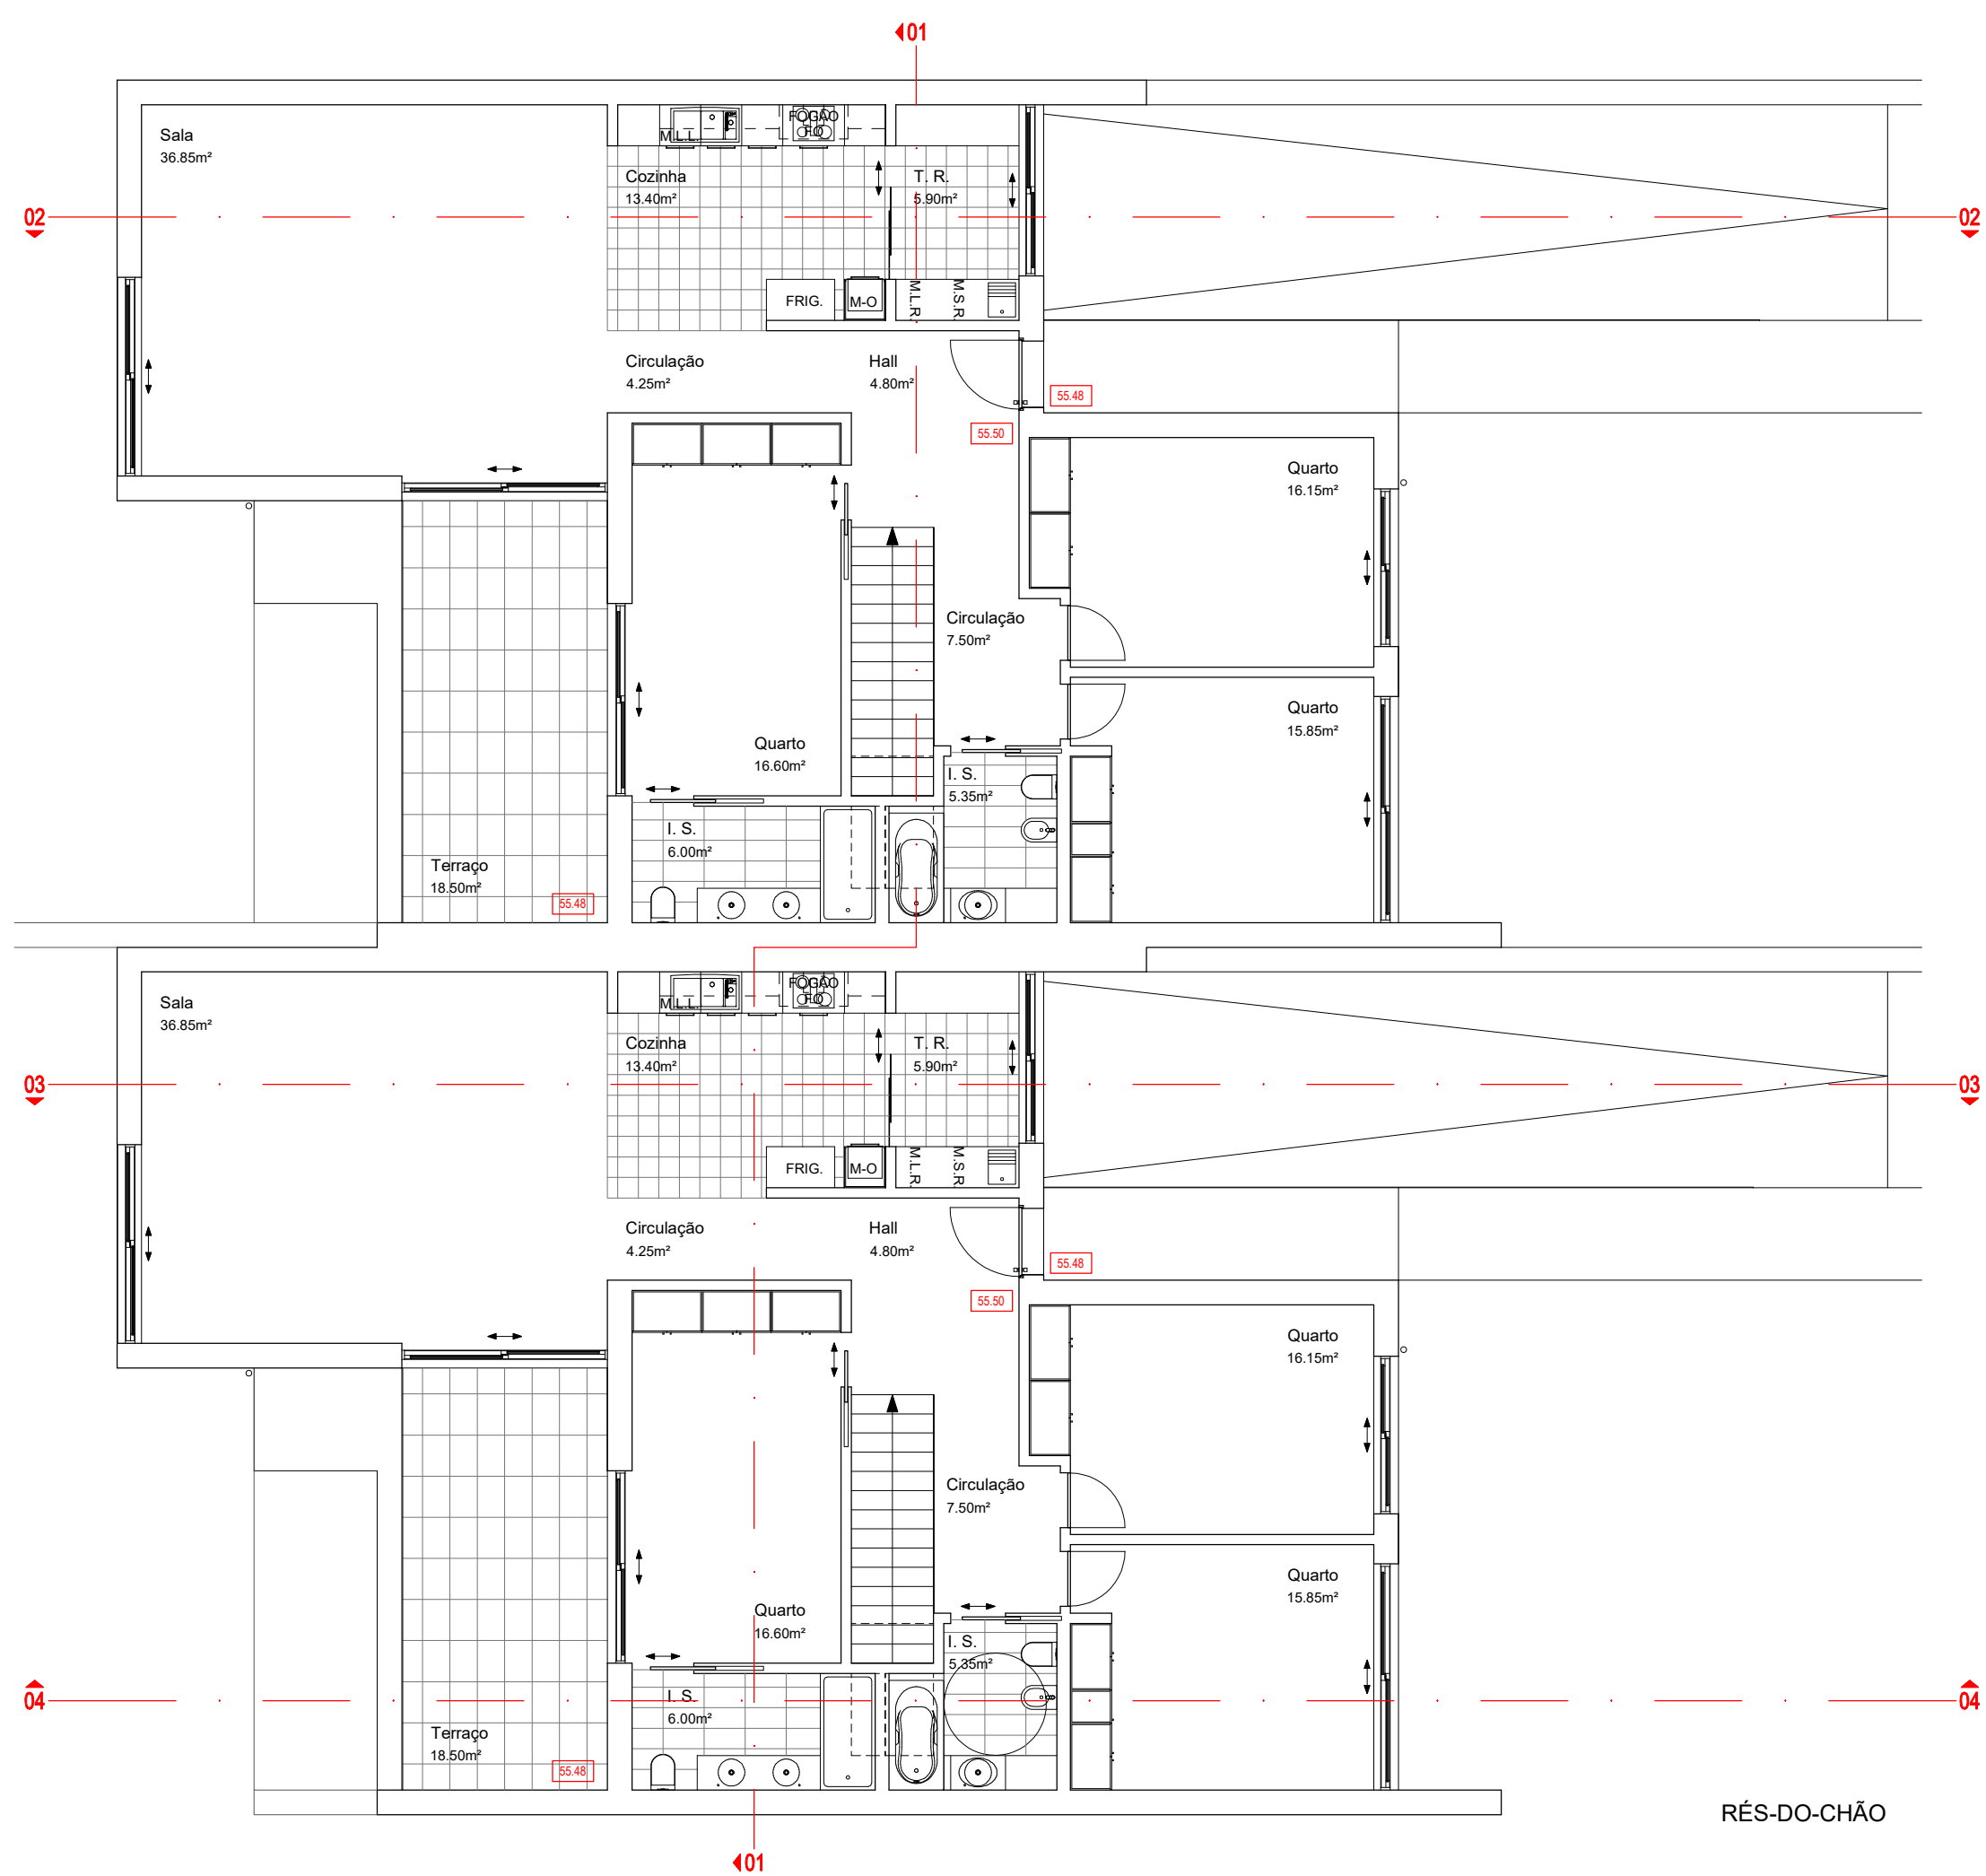 01
Sala
36.85m²
M.L.L.
FOGÃO
FO
Cozinha
13.40m²
T. R.
5.90m²
02
02
FRIG.
M-O
M.L.R.
M.S.R.
Circulação
4.25m²
Hall
4.80m²
55.48
55.50
Quarto
16.15m²
Circulação
7.50m²
Quarto
15.85m²
Quarto
16.60m²
I. S.
5.35m²
I. S.
6.00m²
Terraço
18.50m²
55.48
Sala
36.85m²
M.L.L.
FOGÃO
FO
Cozinha
13.40m²
T. R.
5.90m²
03
03
FRIG.
M-O
M.L.R.
M.S.R.
Circulação
4.25m²
Hall
4.80m²
55.48
55.50
Quarto
16.15m²
Circulação
7.50m²
Quarto
15.85m²
Quarto
16.60m²
I. S.
5.35m²
I. S.
6.00m²
04
04
Terraço
18.50m²
55.48
RÉS-DO-CHÃO
01